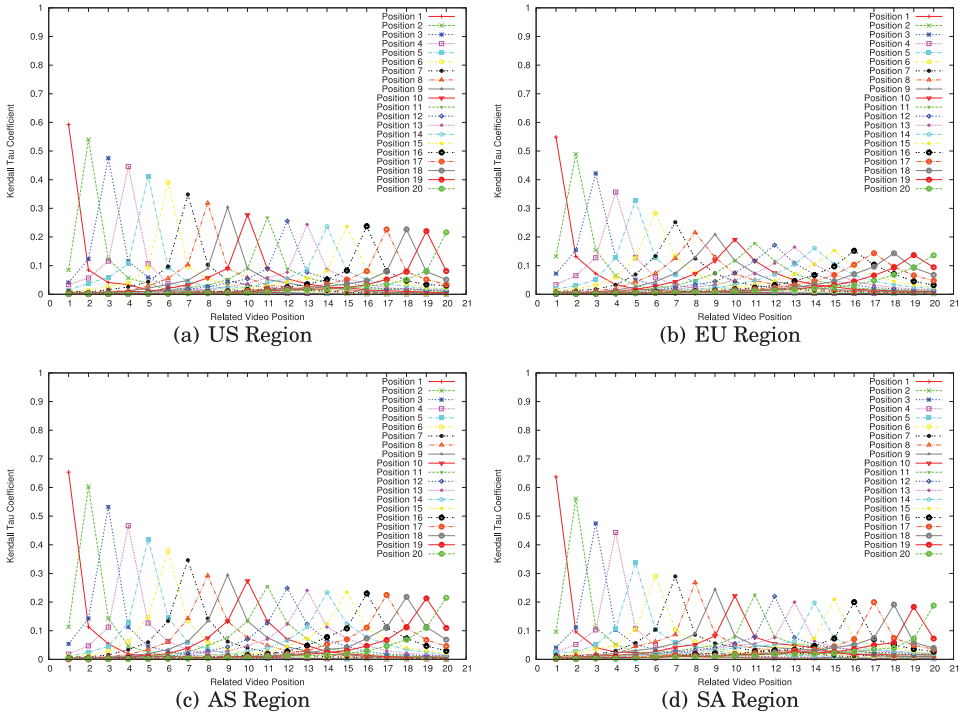 Kendall Tau Coefficient
1
0.9
0.8
0.7
0.6
0.5
0.4
0.3
0.2
0.1
0
Position 1
Position 2
Position 3
Position 4
Position 5
Position 6
Position 7
Position 8
Position 9
Position 10
Position 11
Position 12
Position 13
Position 14
Position 15
Position 16
Position 17
Position 18
Position 19
Position 20
0 1 2 3 4 5 6 7 8 9 10 11 12 13 14 15 16 17 18 19 20 21
Related Video Position
(a) US Region
Kendall Tau Coefficient
1
0.9
0.8
0.7
0.6
0.5
0.4
0.3
0.2
0.1
0
Position 1
Position 2
Position 3
Position 4
Position 5
Position 6
Position 7
Position 8
Position 9
Position 10
Position 11
Position 12
Position 13
Position 14
Position 15
Position 16
Position 17
Position 18
Position 19
Position 20
0 1 2 3 4 5 6 7 8 9 10 11 12 13 14 15 16 17 18 19 20 21
Related Video Position
(b) EU Region
Kendall Tau Coefficient
1
0.9
0.8
0.7
0.6
0.5
0.4
0.3
0.2
0.1
0
Position 1
Position 2
Position 3
Position 4
Position 5
Position 6
Position 7
Position 8
Position 9
Position 10
Position 11
Position 12
Position 13
Position 14
Position 15
Position 16
Position 17
Position 18
Position 19
Position 20
0 1 2 3 4 5 6 7 8 9 10 11 12 13 14 15 16 17 18 19 20 21
Related Video Position
(c) AS Region
Kendall Tau Coefficient
1
0.9
0.8
0.7
0.6
0.5
0.4
0.3
0.2
0.1
0
Position 1
Position 2
Position 3
Position 4
Position 5
Position 6
Position 7
Position 8
Position 9
Position 10
Position 11
Position 12
Position 13
Position 14
Position 15
Position 16
Position 17
Position 18
Position 19
Position 20
0 1 2 3 4 5 6 7 8 9 10 11 12 13 14 15 16 17 18 19 20 21
Related Video Position
(d) SA Region